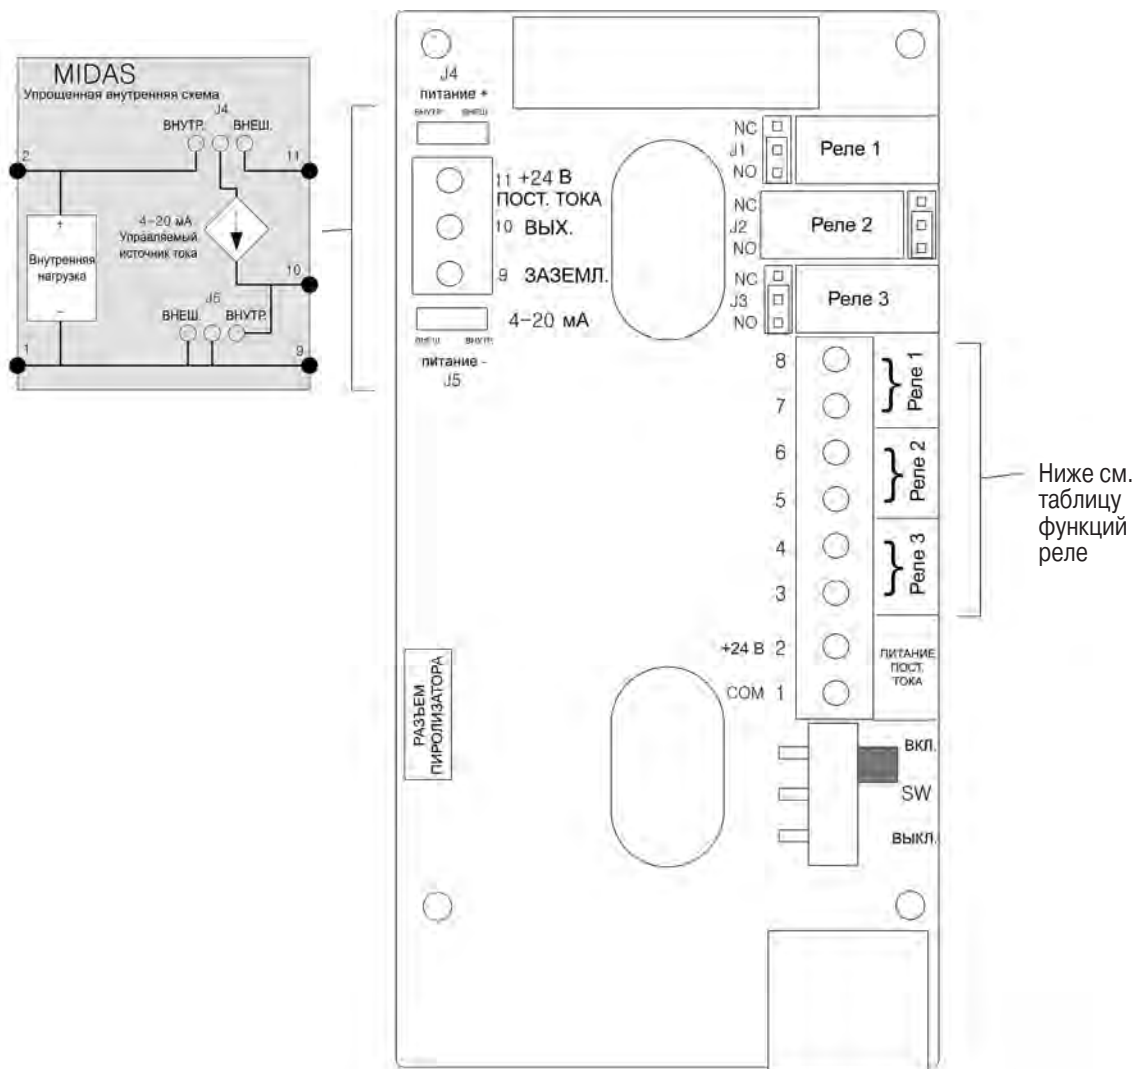 MIDAS
Упрощенная внутренняя схема
J4
ВНУТР. ВНЕШ.
2
11
4-20 мА
Управляемый
источник тока
+
Внутренняя
нагрузка
-
10
J5
ВНЕШ. ВНУТР.
1
9
J4
питание +
ВНУТР. ВНЕШ.
11 +24 В
ПОСТ. ТОКА
10 ВЫХ.
9 ЗАЗЕМЛ.
4-20 мА
ВНЕШ. ВНУТР.
питание -
J5
NC
J1
NO
Реле 1
NC
J2
NO
Реле 2
NC
J3
NO
Реле 3
8
7
Реле 1
6
5
Реле 2
4
3
Реле 3
+24 В 2
COM 1
ПИТАНИЕ
ПОСТ.
ТОКА
РАЗЪЕМ
ПИРОЛИЗАТОРА
ВКЛ.
SW
ВЫКЛ.
Ниже см.
таблицу
функций
реле